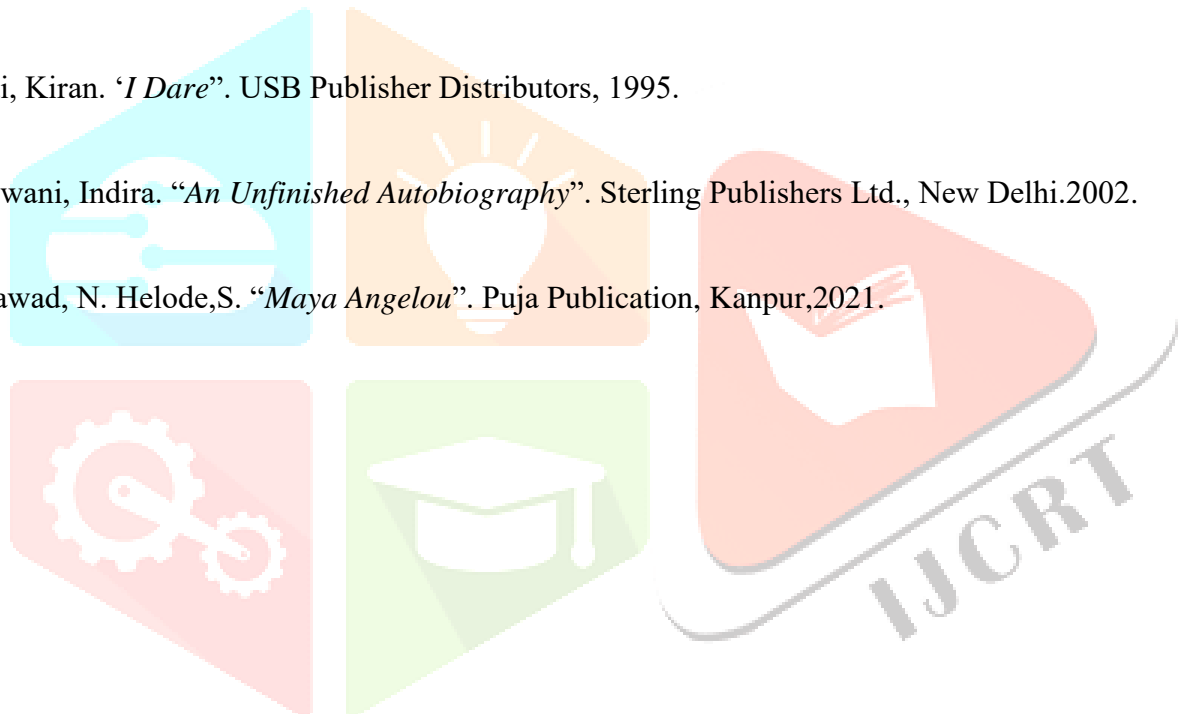 i, Kiran. ‘I Dare”. USB Publisher Distributors, 1995.
wani, Indira. “An Unfinished Autobiography”. Sterling Publishers Ltd., New Delhi.2002.
awad, N. Helode,S. “Maya Angelou”. Puja Publication, Kanpur,2021.
IJCRT